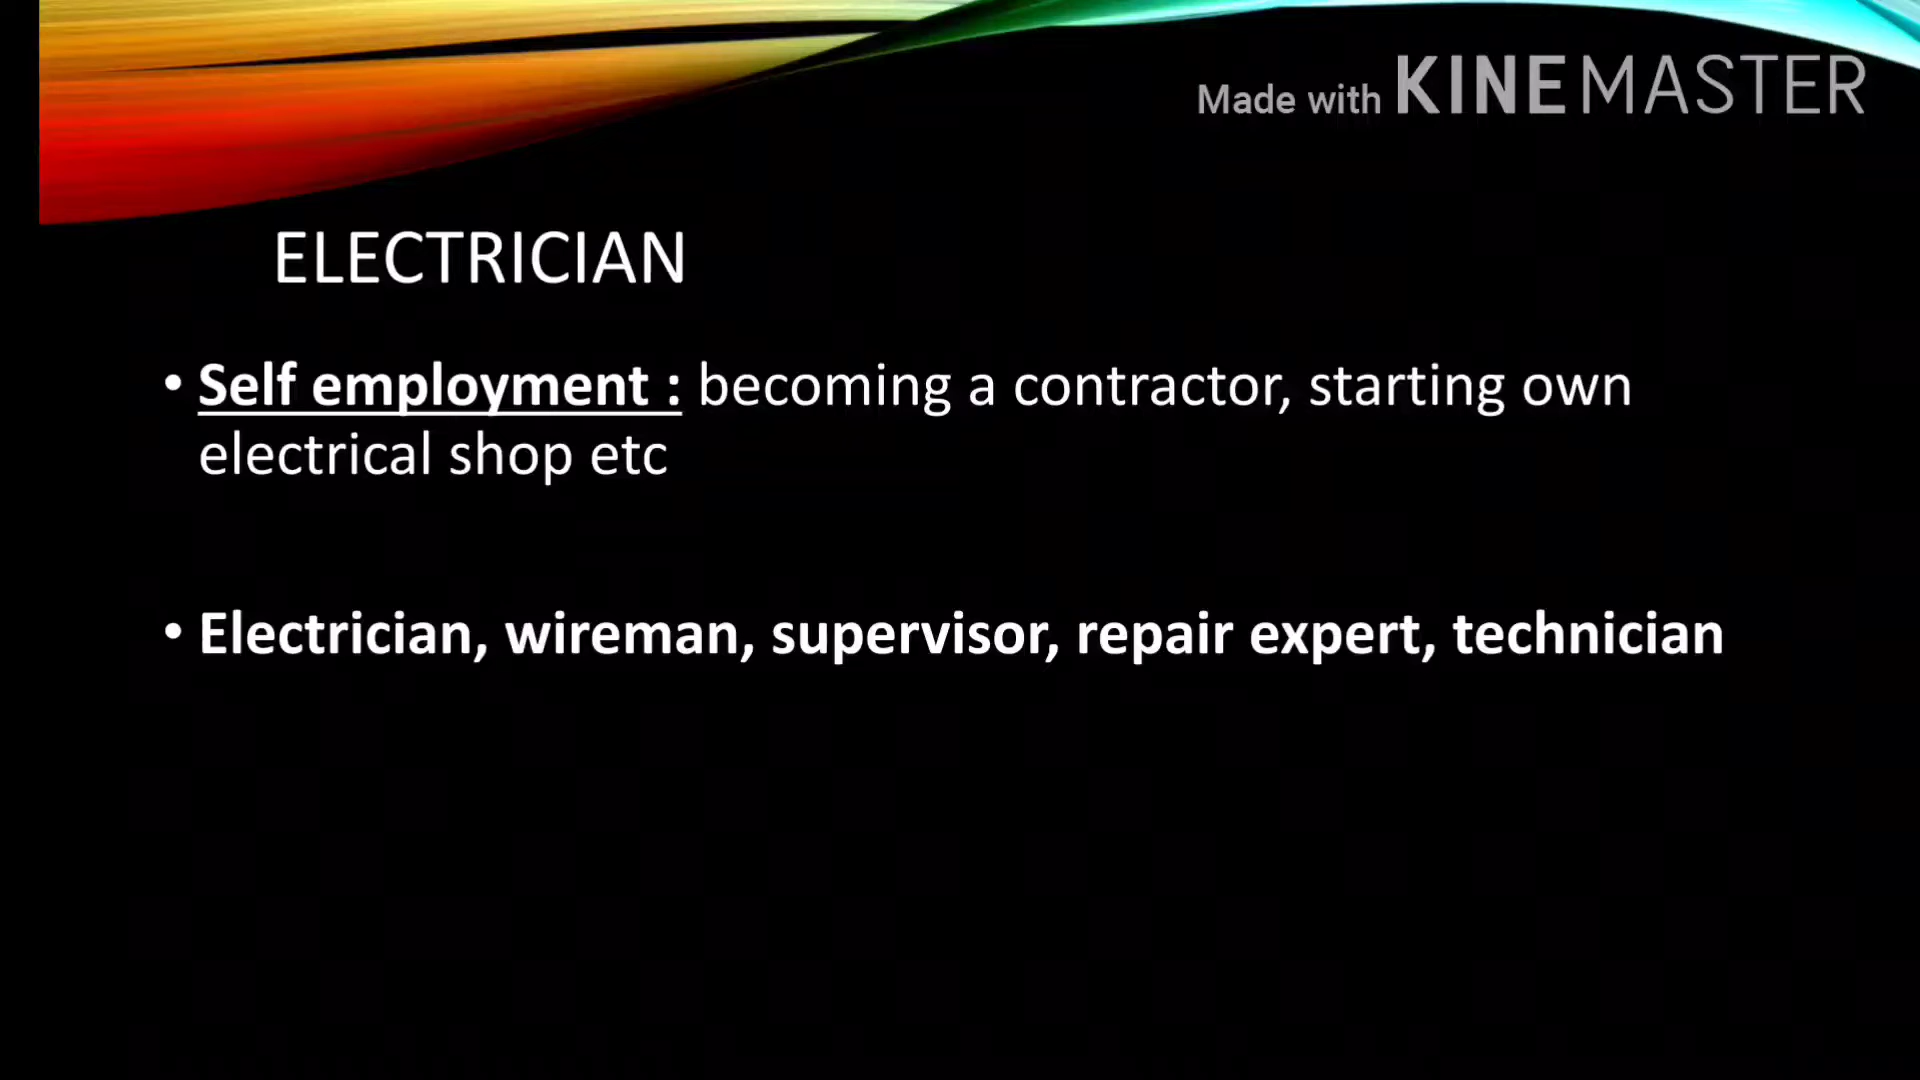 Made with KINEMASTER
ELECTRICIAN
• Self employment : becoming a contractor, starting own
electrical shop etc
• Electrician, wireman, supervisor, repair expert, technician